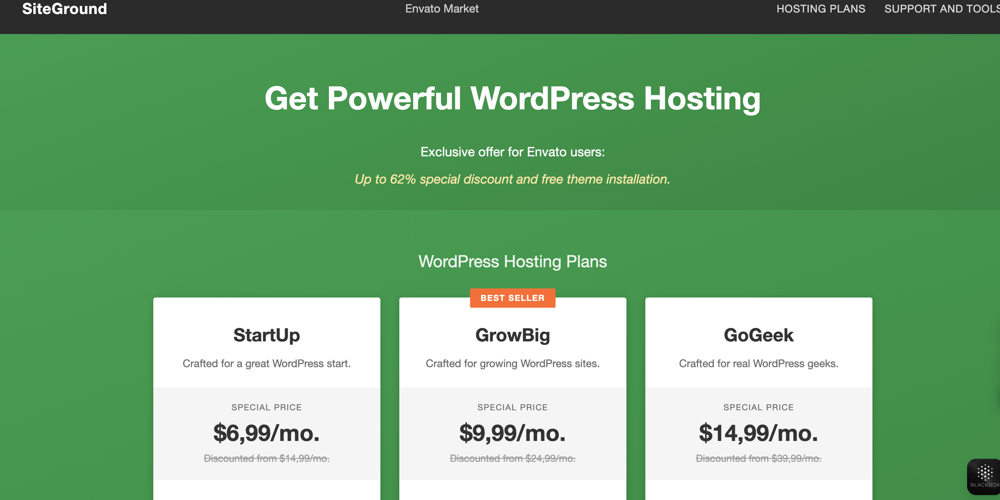 SiteGround
Envato Market
HOSTING PLANS
SUPPORT AND TOOLS
Get Powerful WordPress Hosting
Exclusive offer for Envato users:
Up to 62% special discount and free theme installation.
WordPress Hosting Plans
BEST SELLER
StartUp
Crafted for a great WordPress start.
SPECIAL PRICE
$6,99/mo.
Discounted from $14,99/mo.
GrowBig
Crafted for growing WordPress sites.
SPECIAL PRICE
$9,99/mo.
Discounted from $24,99/mo.
GoGeek
Crafted for real WordPress geeks.
SPECIAL PRICE
$14,99/mo.
Discounted from $39,99/mo.
BLACKBOX